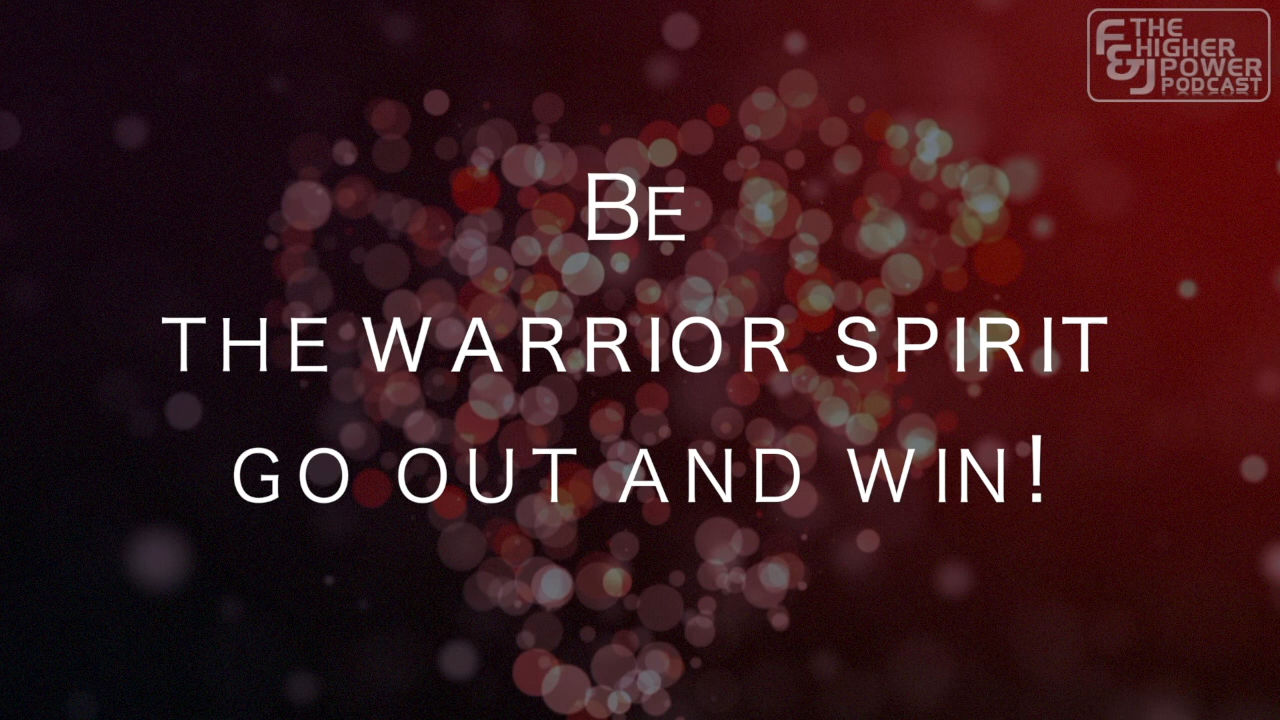 F&J
THE
HIGHER
POWER
PODCAST
BE
THE WARRIOR SPIRIT
GO OUT AND WIN!